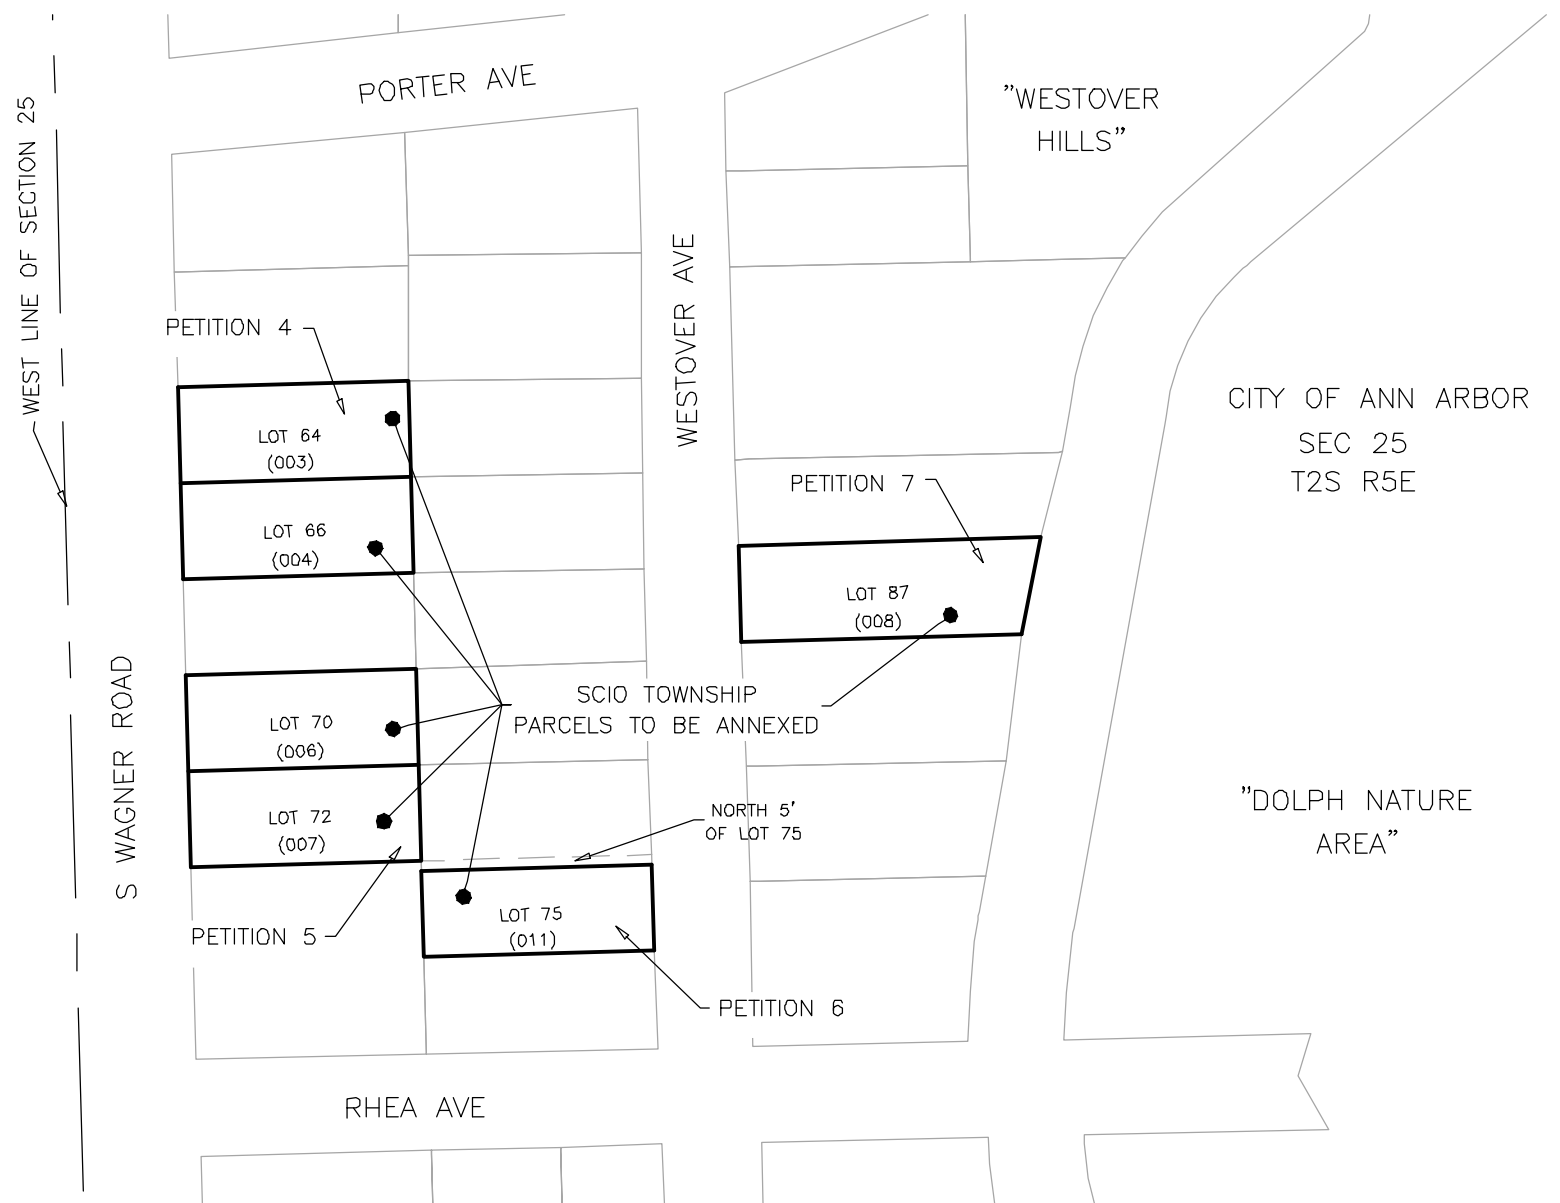 PORTER AVE
"WESTOVER
HILLS"
WEST LINE OF SECTION 25
WESTOVER AVE
PETITION 4
CITY OF ANN ARBOR
SEC 25
T2S R5E
LOT 64
(003)
PETITION 7
LOT 66
(004)
LOT 87
(008)
S WAGNER ROAD
SCIO TOWNSHIP
PARCELS TO BE ANNEXED
LOT 70
(006)
"DOLPH NATURE
AREA"
NORTH 5'
OF LOT 75
LOT 72
(007)
LOT 75
(011)
PETITION 5
PETITION 6
RHEA AVE